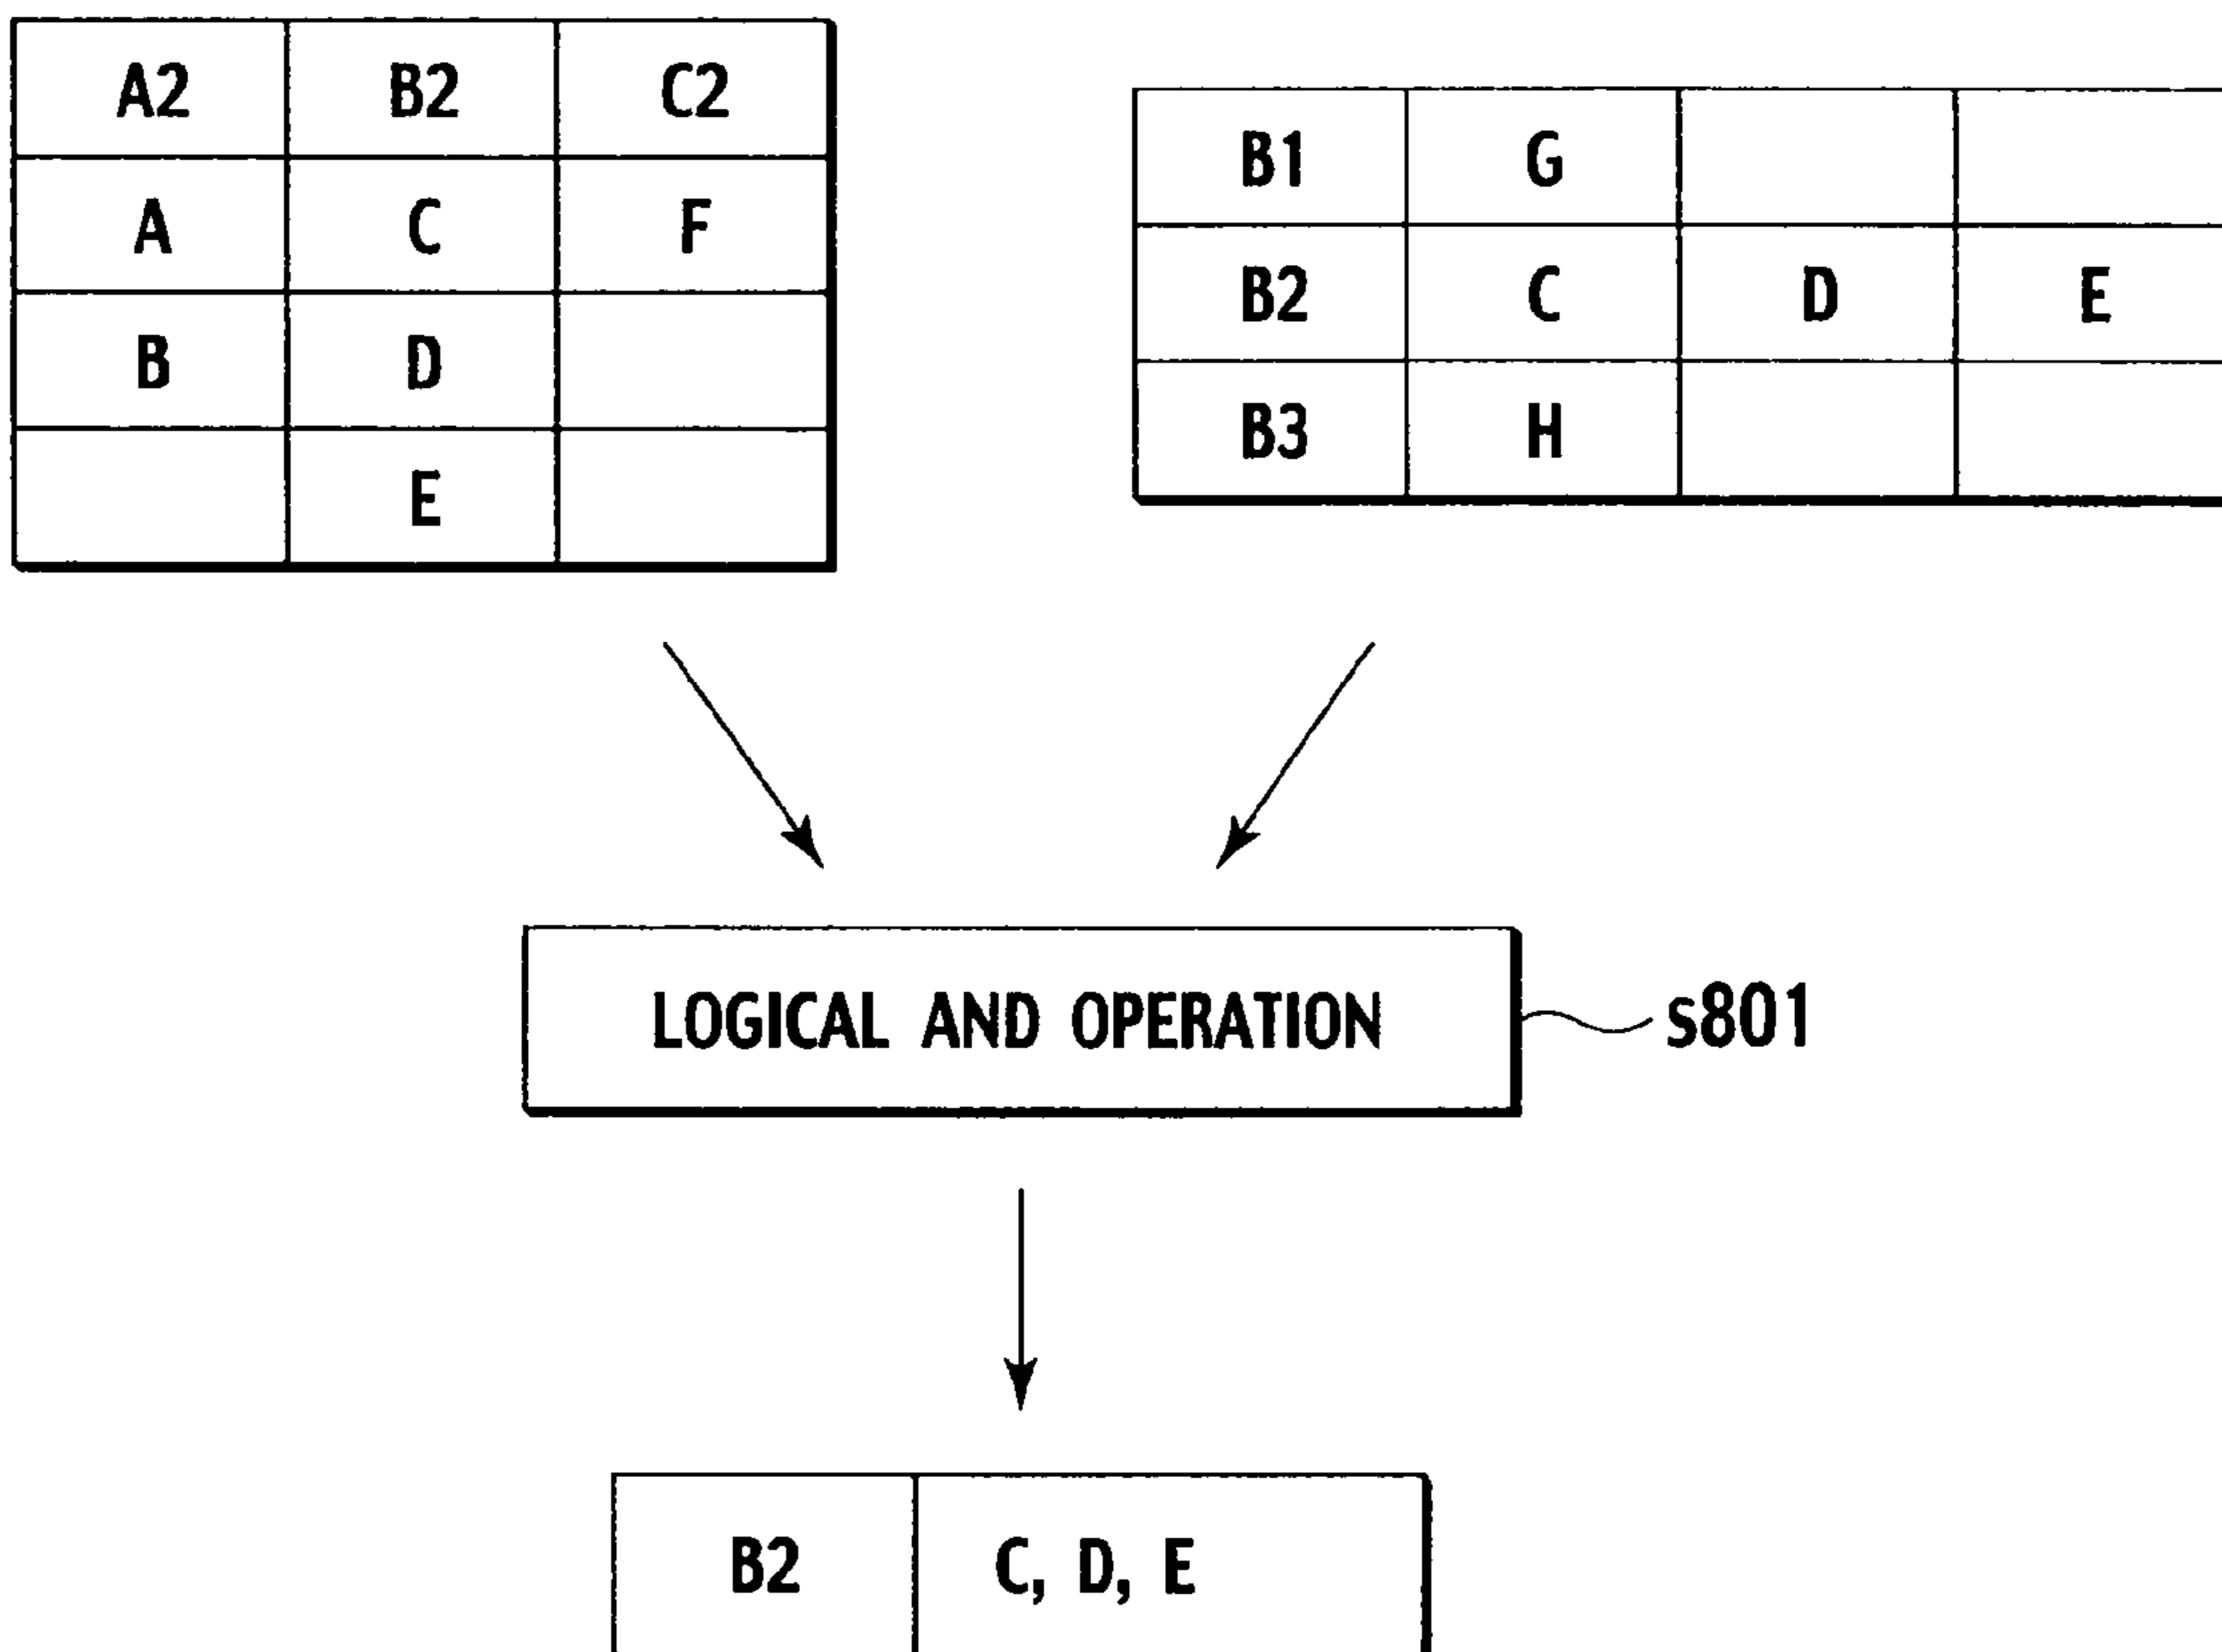 A2 B2 C2
A C F
B D
E
B1 G
B2 C D E
B3 H
LOGICAL AND OPERATION
s801
B2 C, D, E